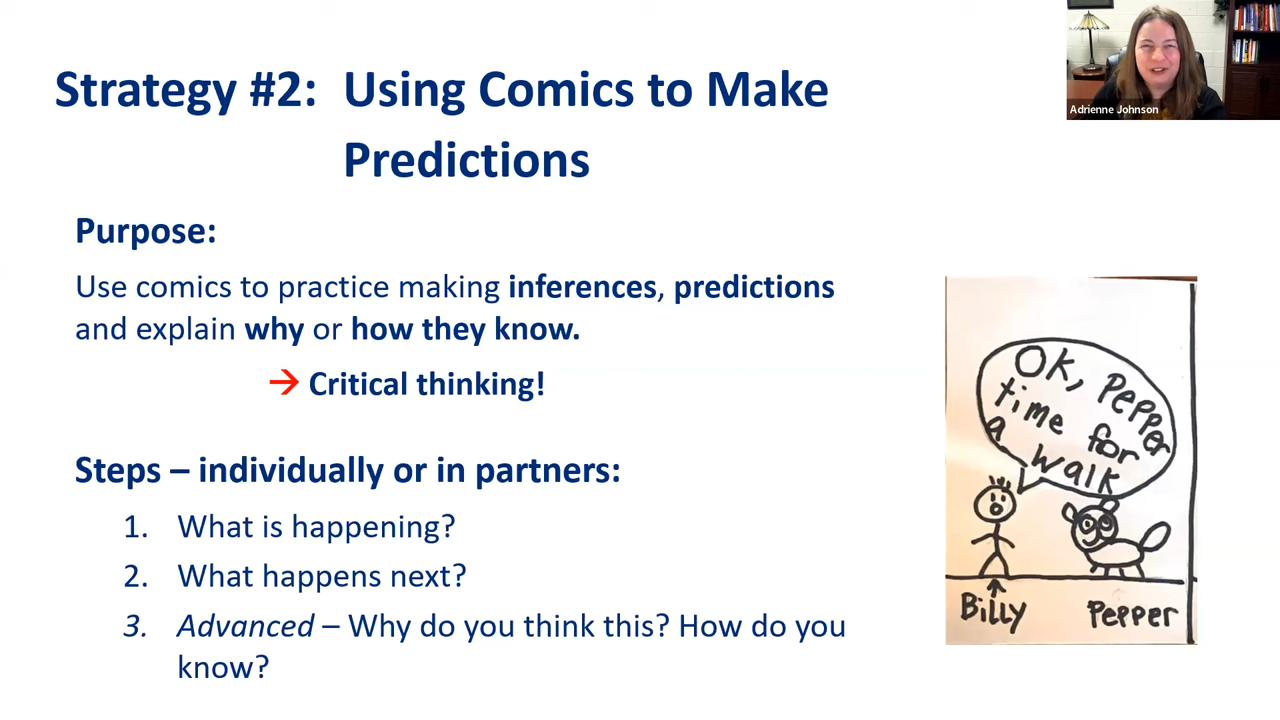 Strategy #2: Using Comics to Make
Predictions
Adrienne Johnson
Purpose:
Use comics to practice making inferences, predictions
and explain why or how they know.
→ Critical thinking!
Steps – individually or in partners:
1. What is happening?
2. What happens next?
3. Advanced – Why do you think this? How do you
know?
OK, Pepper
time for
a walk
Billy
Pepper